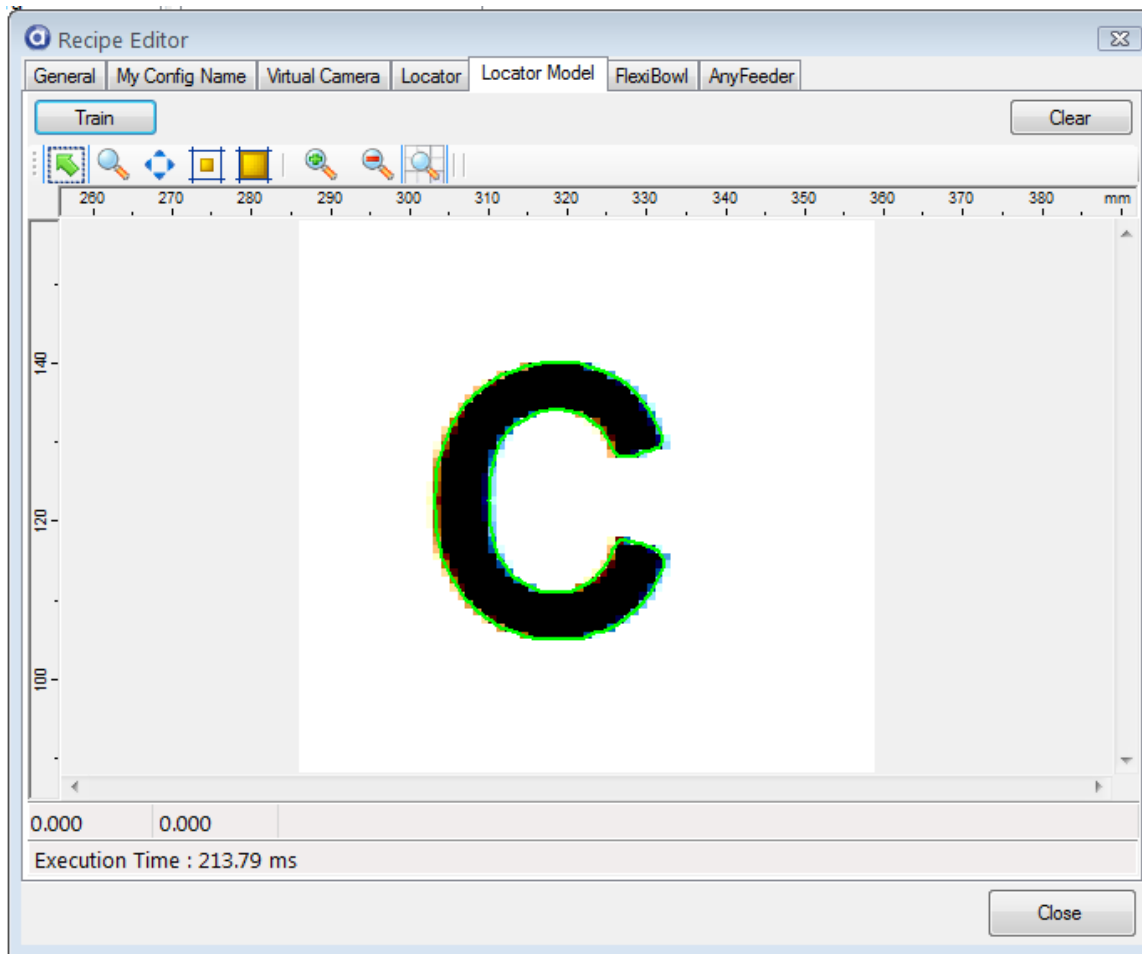 Recipe Editor
General My Config Name Virtual Camera Locator Locator Model FlexiBowl AnyFeeder
Train Clear
260 270 280 290 300 310 320 330 340 350 360 370 380 mm
140
120
100
C
0.000 0.000
Execution Time : 213.79 ms
Close